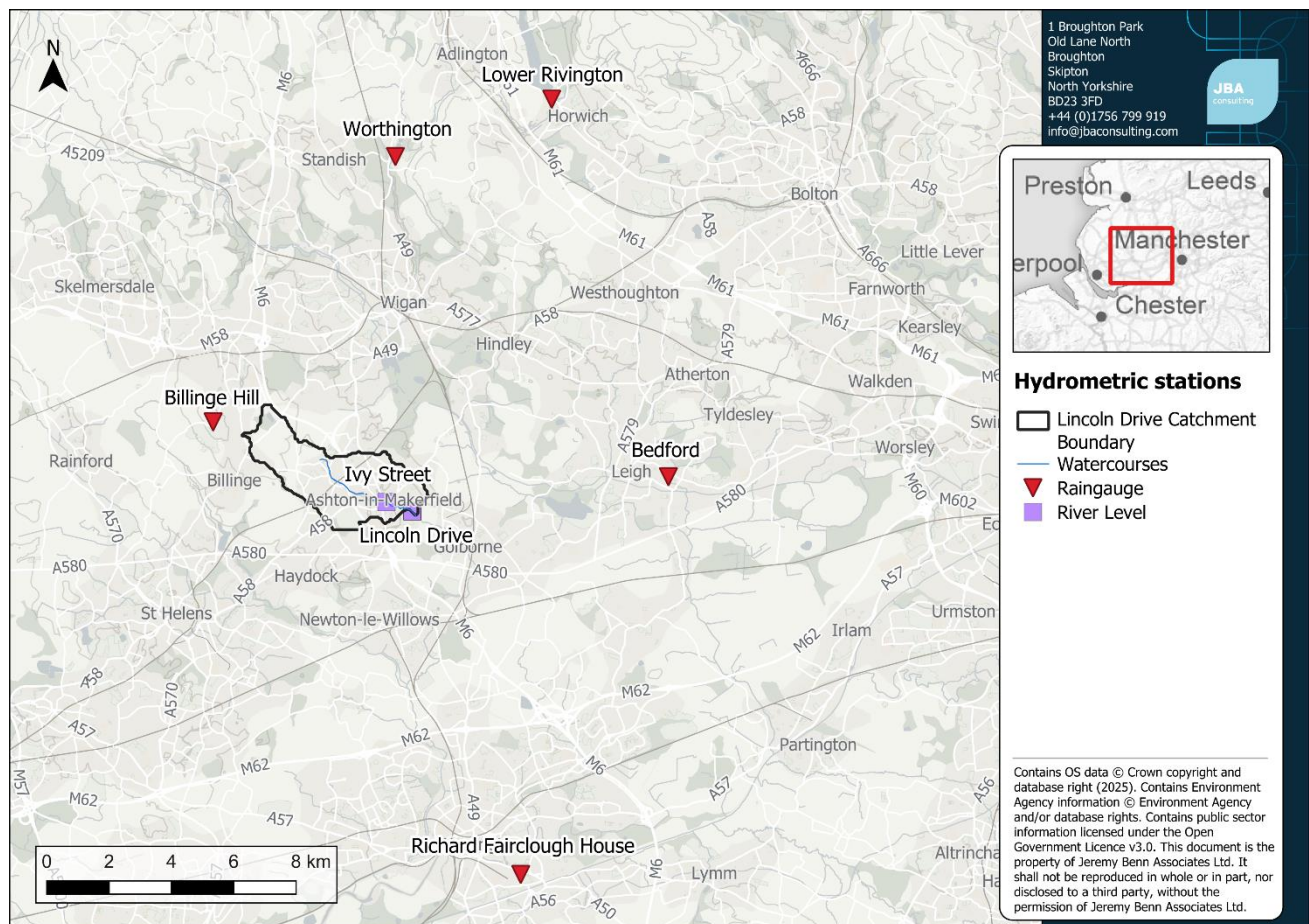 N
Adlington
A666
M6
Lower Rivington
A51
Horwich
A58
Worthington
A5209
Standish
M61
Bolton
A58
A49
A58
M61
A666
Little Lever
Skelmersdale
M6
Westhoughton
M61
Farnworth
Wigan
A577
A58
A579
M61
Kearsley
M58
Hindley
A49
M61
Atherton
Walkden
M6
Billinge Hill
Tyldesley
Swin
A579
Bedford
Worsley
Rainford
Ivy Street
Leigh
Billinge
A580
M60
Ashton-in-Makerfield
M602
A570
A58
Lincoln Drive
Golborne
A580
A580
A580
Haydock
A58
A57
St Helens
Newton-le-Willows
Urmston
M6
Irlam
M62
A58
A570
M62
A57
M62
Partington
M57
M62
M6
A57
A56
M62
A57
A49
Richard Fairclough House
Altrincha
M6
Lymm
A56
A50
0 2 4 6 8 km
1 Broughton Park
Old Lane North
Broughton
Skipton
North Yorkshire
BD23 3FD
+44 (0)1756 799 919
info@jbaconsulting.com
JBA
consulting
Preston
Leeds
Manchester
erpool
Chester
Hydrometric stations
Lincoln Drive Catchment
Boundary
Watercourses
Raingauge
River Level
Contains OS data © Crown copyright and
database right (2025). Contains Environment
Agency information © Environment Agency
and/or database rights. Contains public sector
information licensed under the Open
Government Licence v3.0. This document is the
property of Jeremy Benn Associates Ltd. It
shall not be reproduced in whole or in part, nor
disclosed to a third party, without the
permission of Jeremy Benn Associates Ltd.